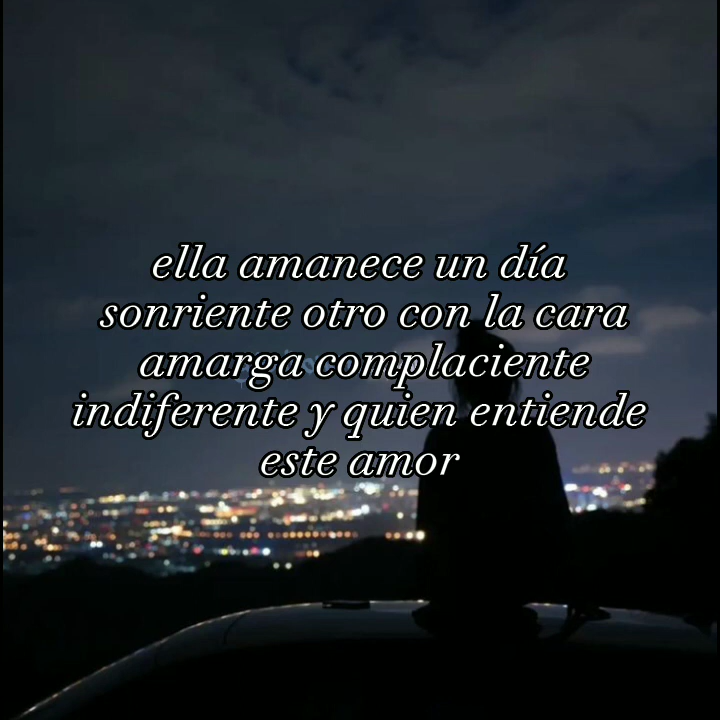 ella amanece un día
sonriente otro con la cara
amarga complaciente
indiferente y quien entiende
este amor